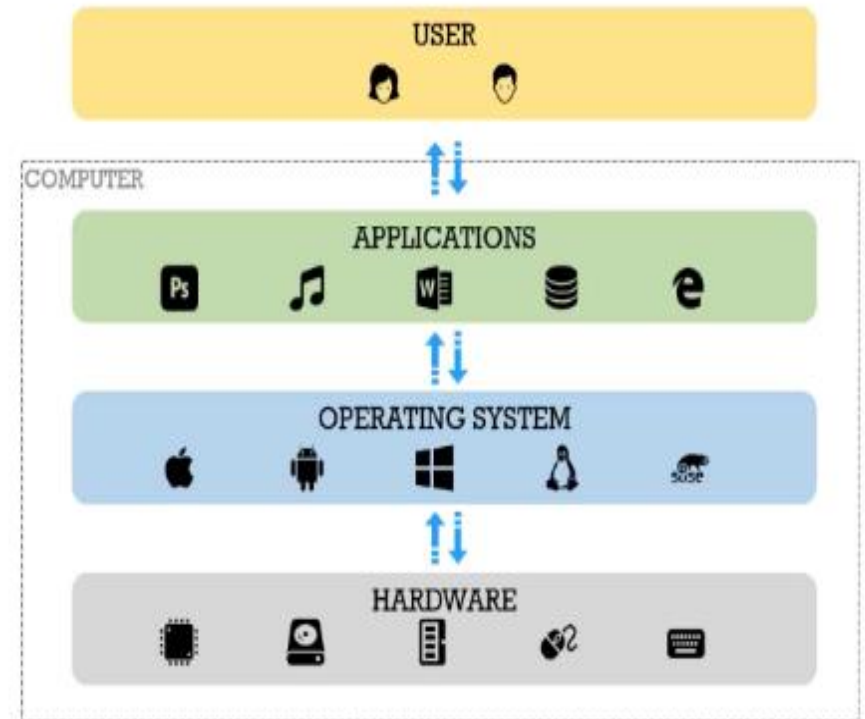 USER
COMPUTER
APPLICATIONS
Ps
W
OPERATING SYSTEM
SUSE
HARDWARE